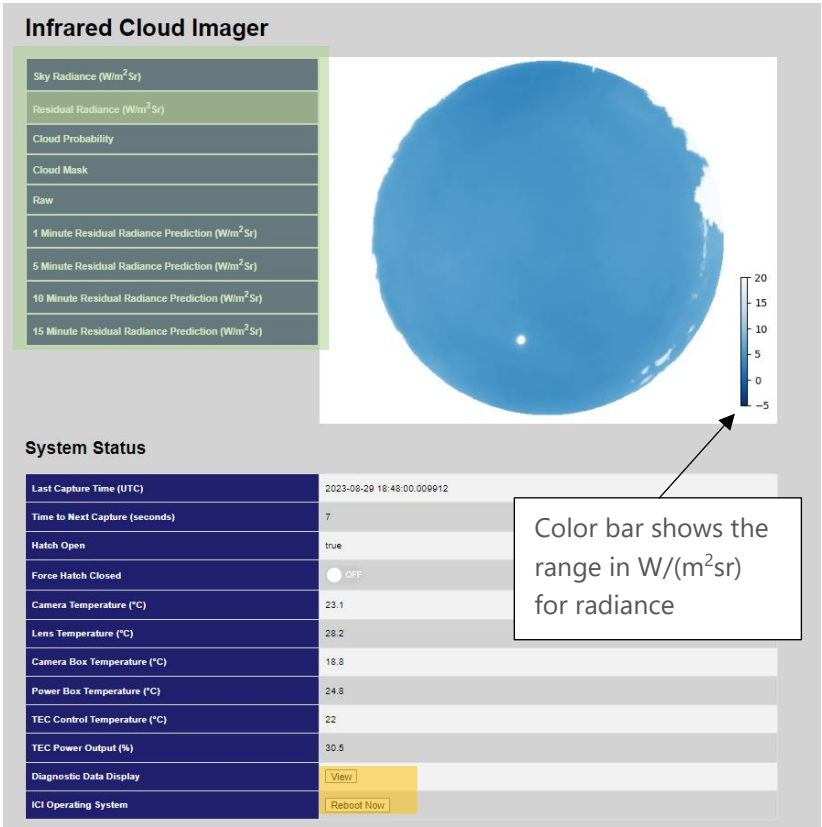 Infrared Cloud Imager
Sky Radiance (W/m²Sr)
Residual Radiance (W/m²Sr)
Cloud Probability
Cloud Mask
Raw
1 Minute Residual Radiance Prediction (W/m²Sr)
5 Minute Residual Radiance Prediction (W/m²Sr)
10 Minute Residual Radiance Prediction (W/m²Sr)
15 Minute Residual Radiance Prediction (W/m²Sr)
20
15
10
5
0
−5
System Status
Last Capture Time (UTC) 2023-08-29 18:48:00.009912
Time to Next Capture (seconds) 7
Hatch Open true
Force Hatch Closed OFF
Camera Temperature (°C) 23.1
Lens Temperature (°C) 28.2
Camera Box Temperature (°C) 18.8
Power Box Temperature (°C) 24.8
TEC Control Temperature (°C) 22
TEC Power Output (%) 30.5
Diagnostic Data Display View
ICI Operating System Reboot Now
Color bar shows the
range in W/(m²sr)
for radiance